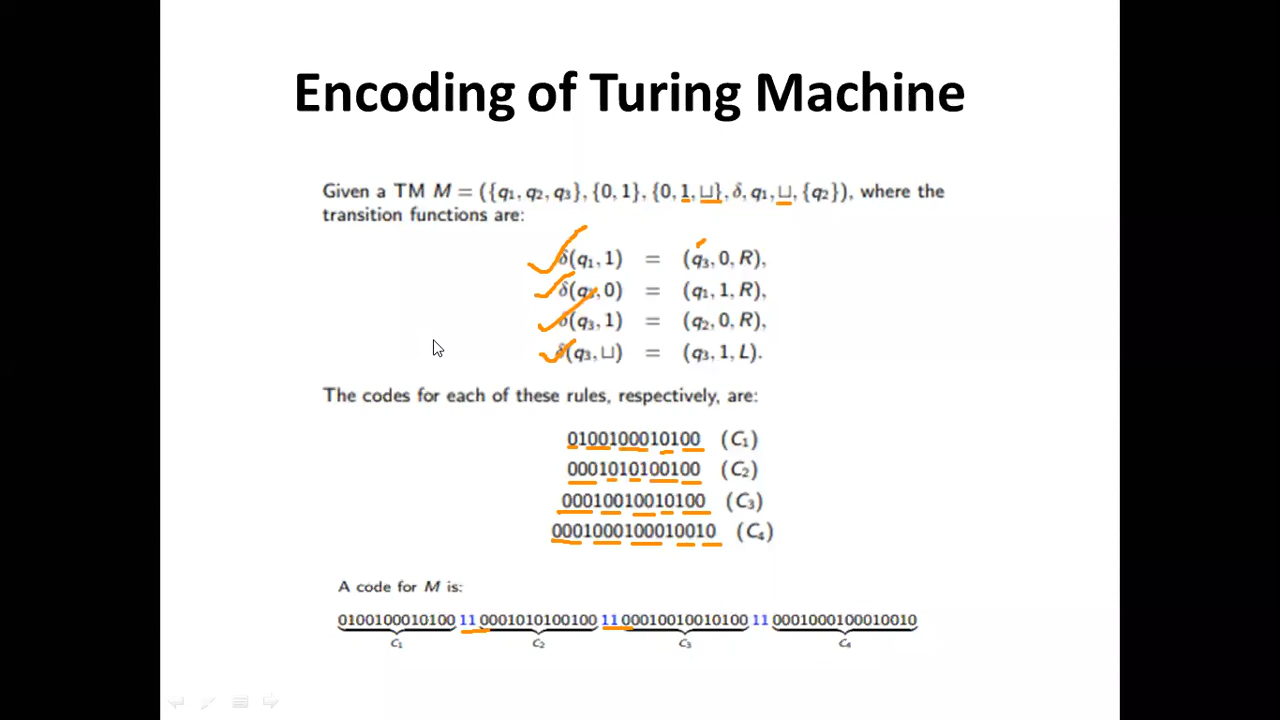 Encoding of Turing Machine
Given a TM M = ({q₁, q₂, q₃}, {0, 1}, {0, 1, ⊔}, δ, q₁, ⊔, {q₂}), where the
transition functions are:
δ(q₁, 1) = (q₃, 0, R),
δ(q₃, 0) = (q₁, 1, R),
δ(q₃, 1) = (q₂, 0, R),
δ(q₃, ⊔) = (q₃, 1, L).
The codes for each of these rules, respectively, are:
0100100010100 (C₁)
0001010100100 (C₂)
00010010010100 (C₃)
0001000100010010 (C₄)
A code for M is:
0100100010100 11 0001010100100 11 00010010010100 11 0001000100010010
C₁ C₂ C₃ C₄